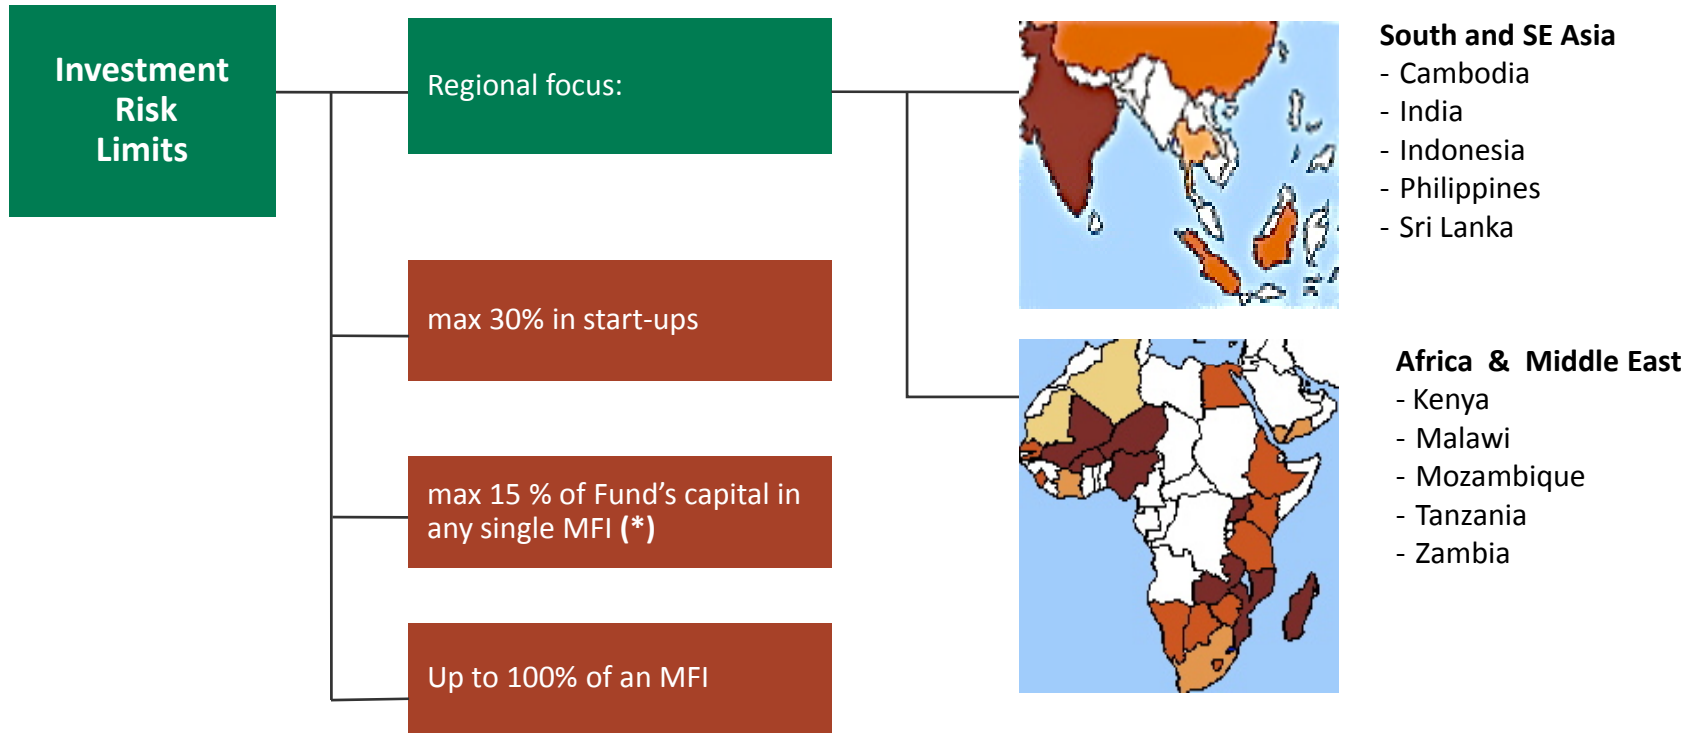 Investment
Risk
Limits
Regional focus:
max 30% in start-ups
max 15 % of Fund’s capital in
any single MFI (*)
Up to 100% of an MFI
South and SE Asia
- Cambodia
- India
- Indonesia
- Philippines
- Sri Lanka
Africa & Middle East
- Kenya
- Malawi
- Mozambique
- Tanzania
- Zambia